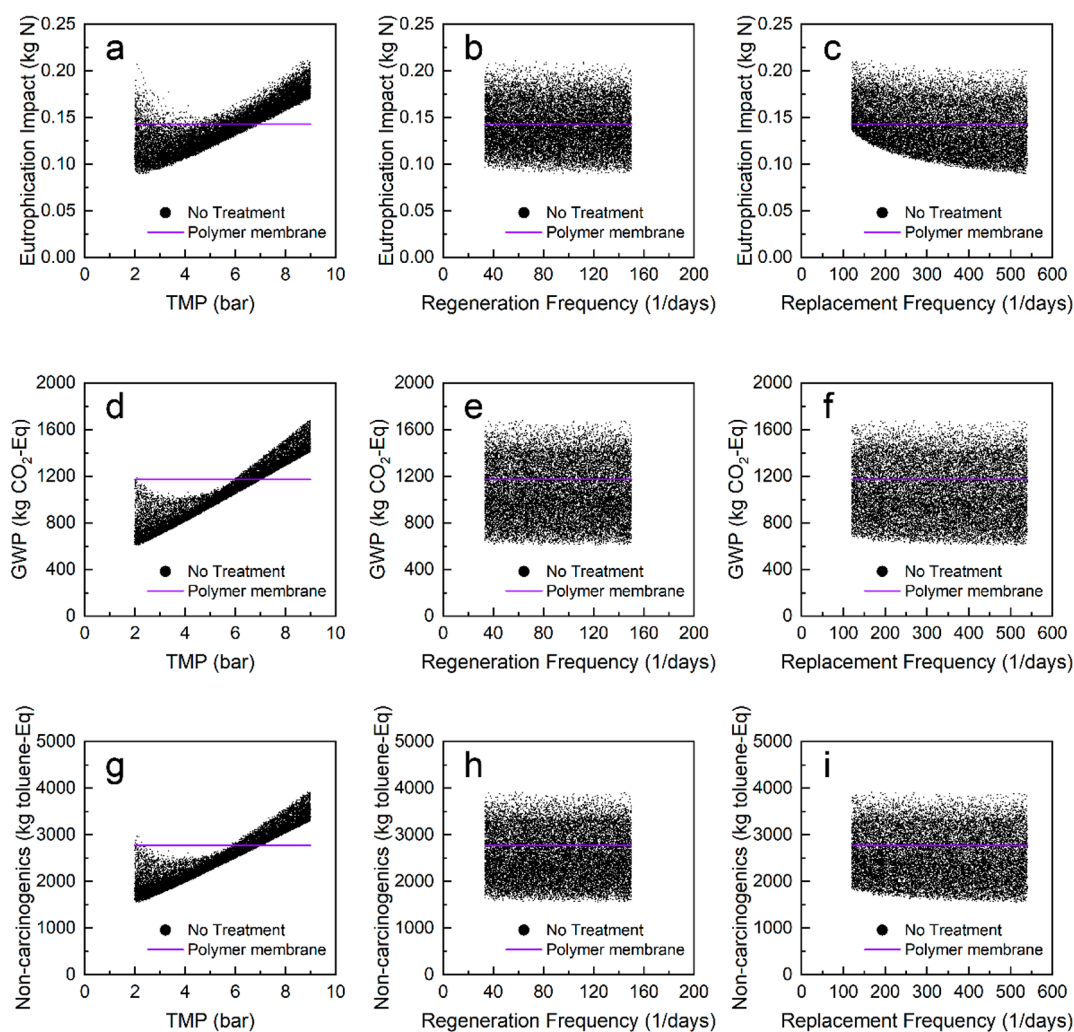 a
Eutrophication Impact (kg N)
0.25
0.20
0.15
0.10
0.05
0.00
No Treatment
Polymer membrane
0 2 4 6 8 10
TMP (bar)
b
Eutrophication Impact (kg N)
0.25
0.20
0.15
0.10
0.05
0.00
No Treatment
Polymer membrane
0 40 80 120 160 200
Regeneration Frequency (1/days)
c
Eutrophication Impact (kg N)
0.25
0.20
0.15
0.10
0.05
0.00
No Treatment
Polymer membrane
0 100 200 300 400 500 600
Replacement Frequency (1/days)
d
GWP (kg CO₂-Eq)
2000
1600
1200
800
400
0
No Treatment
Polymer membrane
0 2 4 6 8 10
TMP (bar)
e
GWP (kg CO₂-Eq)
2000
1600
1200
800
400
0
No Treatment
Polymer membrane
0 40 80 120 160 200
Regeneration Frequency (1/days)
f
GWP (kg CO₂-Eq)
2000
1600
1200
800
400
0
No Treatment
Polymer membrane
0 100 200 300 400 500 600
Replacement Frequency (1/days)
g
Non-carcinogenics (kg toluene-Eq)
5000
4000
3000
2000
1000
0
No Treatment
Polymer membrane
0 2 4 6 8 10
TMP (bar)
h
Non-carcinogenics (kg toluene-Eq)
5000
4000
3000
2000
1000
0
No Treatment
Polymer membrane
0 40 80 120 160 200
Regeneration Frequency (1/days)
i
Non-carcinogenics (kg toluene-Eq)
5000
4000
3000
2000
1000
0
No Treatment
Polymer membrane
0 100 200 300 400 500 600
Replacement Frequency (1/days)